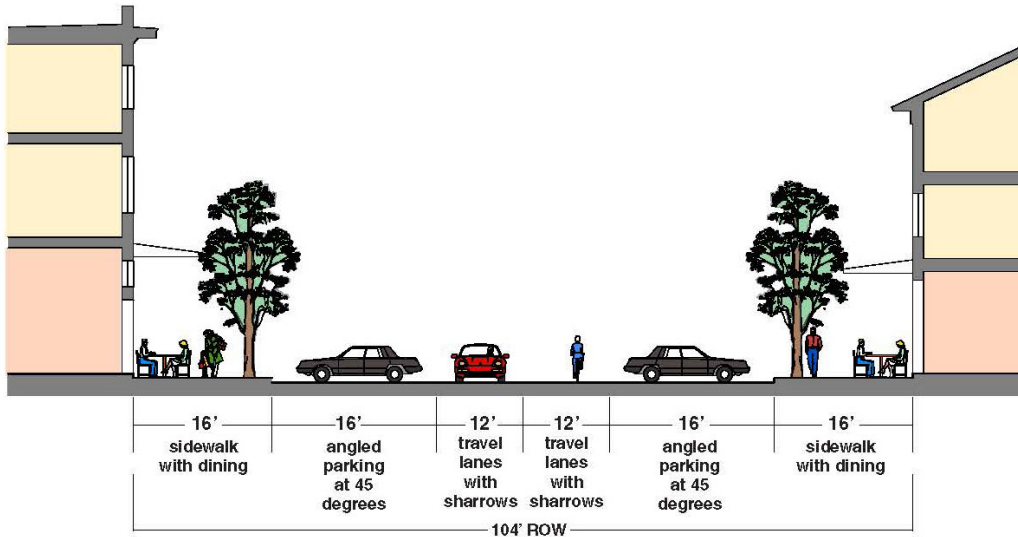 16’ 16’ 12’ 12’ 16’ 16’
sidewalk
with dining
angled
parking
at 45
degrees
travel
lanes
with
sharrows
travel
lanes
with
sharrows
angled
parking
at 45
degrees
sidewalk
with dining
104’ ROW